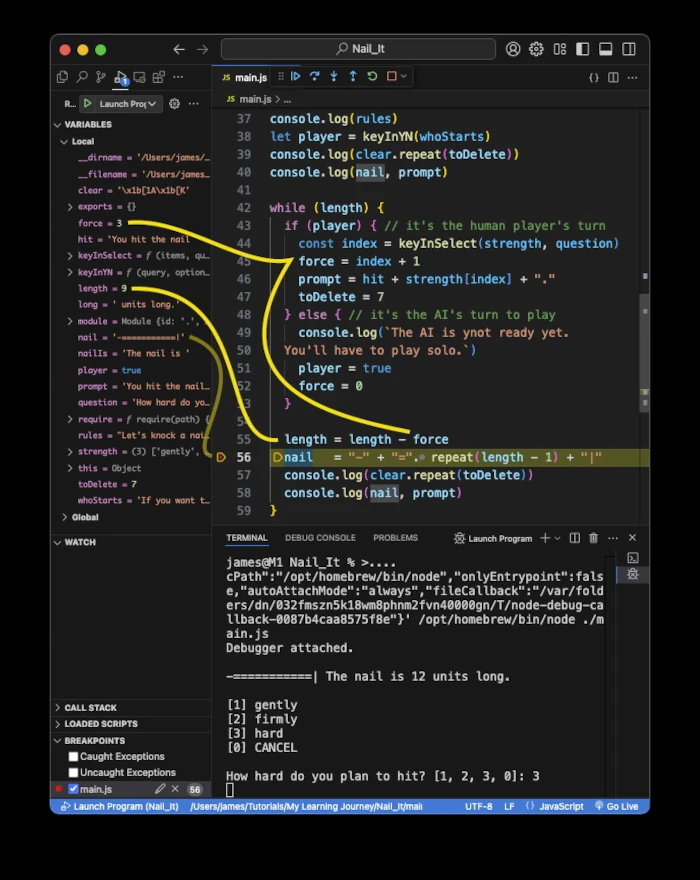 Nail_It
main.js
1
R... Launch Prog
main.js > ...
VARIABLES
Local
__dirname = '/Users/james/…
__filename = '/Users/james…
clear = '\x1b[1A\x1b[K'
exports = {}
force = 3
hit = 'You hit the nail
keyInSelect = ƒ (items, qu…
keyInYN = ƒ (query, option…
length = 9
long = ' units long.'
module = Module {id: '.',
nail = '-===========|'
nailIs = 'The nail is '
player = true
prompt = 'You hit the nail…
question = 'How hard do yo…
require = ƒ require(path) {
rules = "Let's knock a nai…
strength = (3) ['gently',
this = Object
toDelete = 7
whoStarts = 'If you want t…
Global
WATCH
CALL STACK
LOADED SCRIPTS
BREAKPOINTS
Caught Exceptions
Uncaught Exceptions
main.js 56
37 console.log(rules)
38 let player = keyInYN(whoStarts)
39 console.log(clear.repeat(toDelete))
40 console.log(nail, prompt)
41
42 while (length) {
43 if (player) { // it's the human player's turn
44 const index = keyInSelect(strength, question)
45 force = index + 1
46 prompt = hit + strength[index] + "."
47 toDelete = 7
48 } else { // it's the AI's turn to play
49 console.log(`The AI is ynot ready yet.
50 You'll have to play solo.`)
51 player = true
52 force = 0
53 }
54
55 length = length - force
56 nail = "-" + "=". repeat(length - 1) + "|"
57 console.log(clear.repeat(toDelete))
58 console.log(nail, prompt)
59 }
TERMINAL DEBUG CONSOLE PROBLEMS Launch Program
james@M1 Nail_It % >....
cPath":"/opt/homebrew/bin/node","onlyEntrypoint":fals
e,"autoAttachMode":"always","fileCallback":"/var/fold
ers/dn/032fmszn5k18wm8phnm2fvn40000gn/T/node-debug-ca
llback-0087b4caa8575f8e"}' /opt/homebrew/bin/node ./m
ain.js
Debugger attached.
-===========| The nail is 12 units long.
[1] gently
[2] firmly
[3] hard
[0] CANCEL
How hard do you plan to hit? [1, 2, 3, 0]: 3
Launch Program (Nail_It) /Users/james/Tutorials/My Learning Journey/Nail_It/mai UTF-8 LF {} JavaScript Go Live